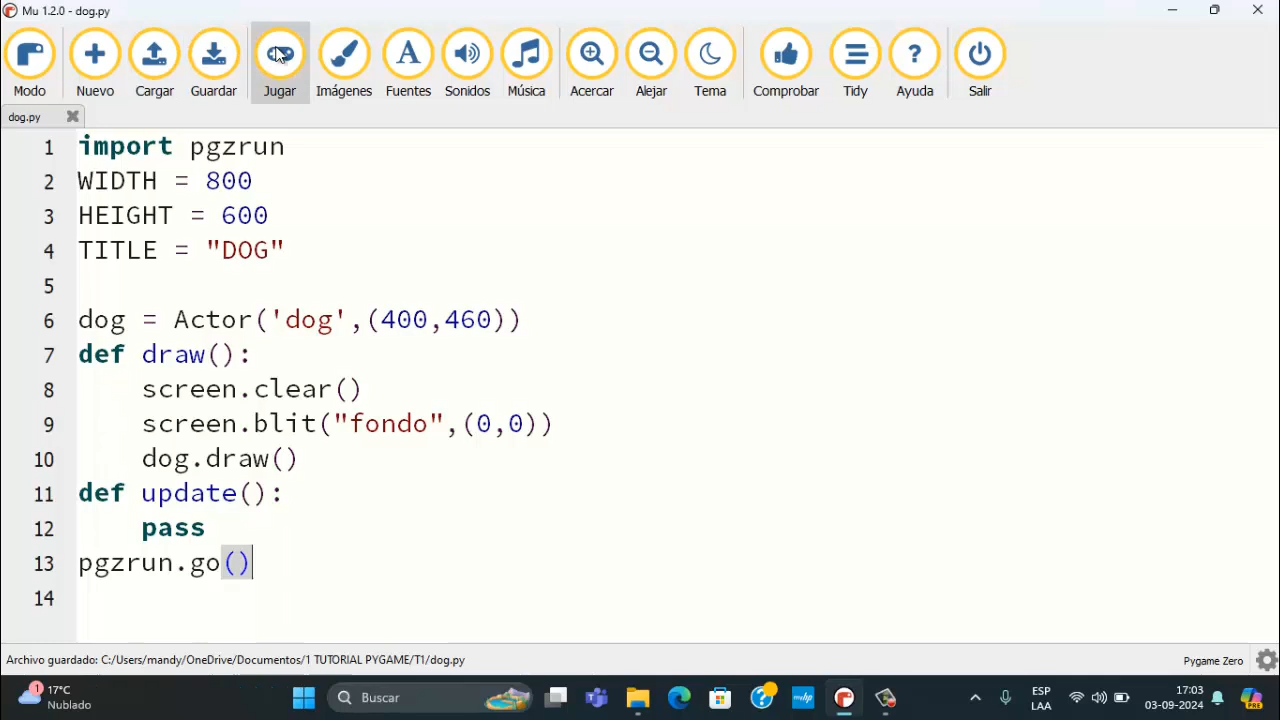 Mu 1.2.0 - dog.py
Modo Nuevo Cargar Guardar Jugar Imágenes Fuentes Sonidos Música Acercar Alejar Tema Comprobar Tidy Ayuda Salir
dog.py
1 import pgzrun
2 WIDTH = 800
3 HEIGHT = 600
4 TITLE = "DOG"
5
6 dog = Actor('dog',(400,460))
7 def draw():
8 screen.clear()
9 screen.blit("fondo",(0,0))
10 dog.draw()
11 def update():
12 pass
13 pgzrun.go()
14
Archivo guardado: C:/Users/mandy/OneDrive/Documentos/1 TUTORIAL PYGAME/T1/dog.py Pygame Zero
1 17°C Buscar ESP 17:03
Nublado LAA 03-09-2024